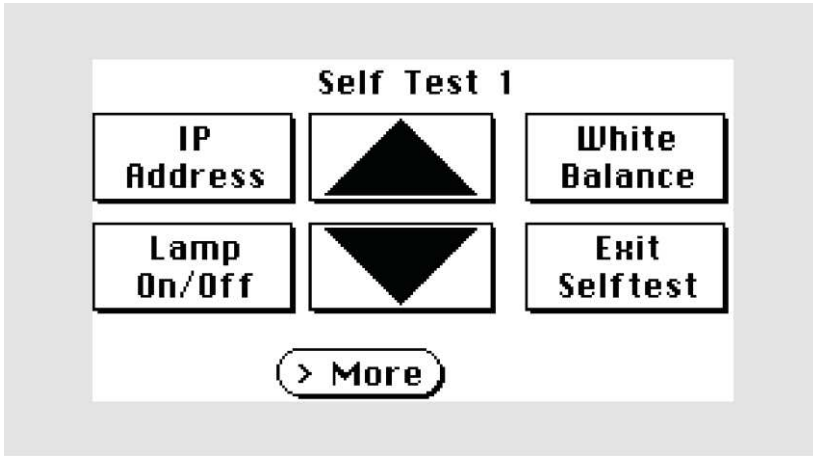 Self Test 1
IP
Address
White
Balance
Lamp
On/Off
Exit
Selftest
> More